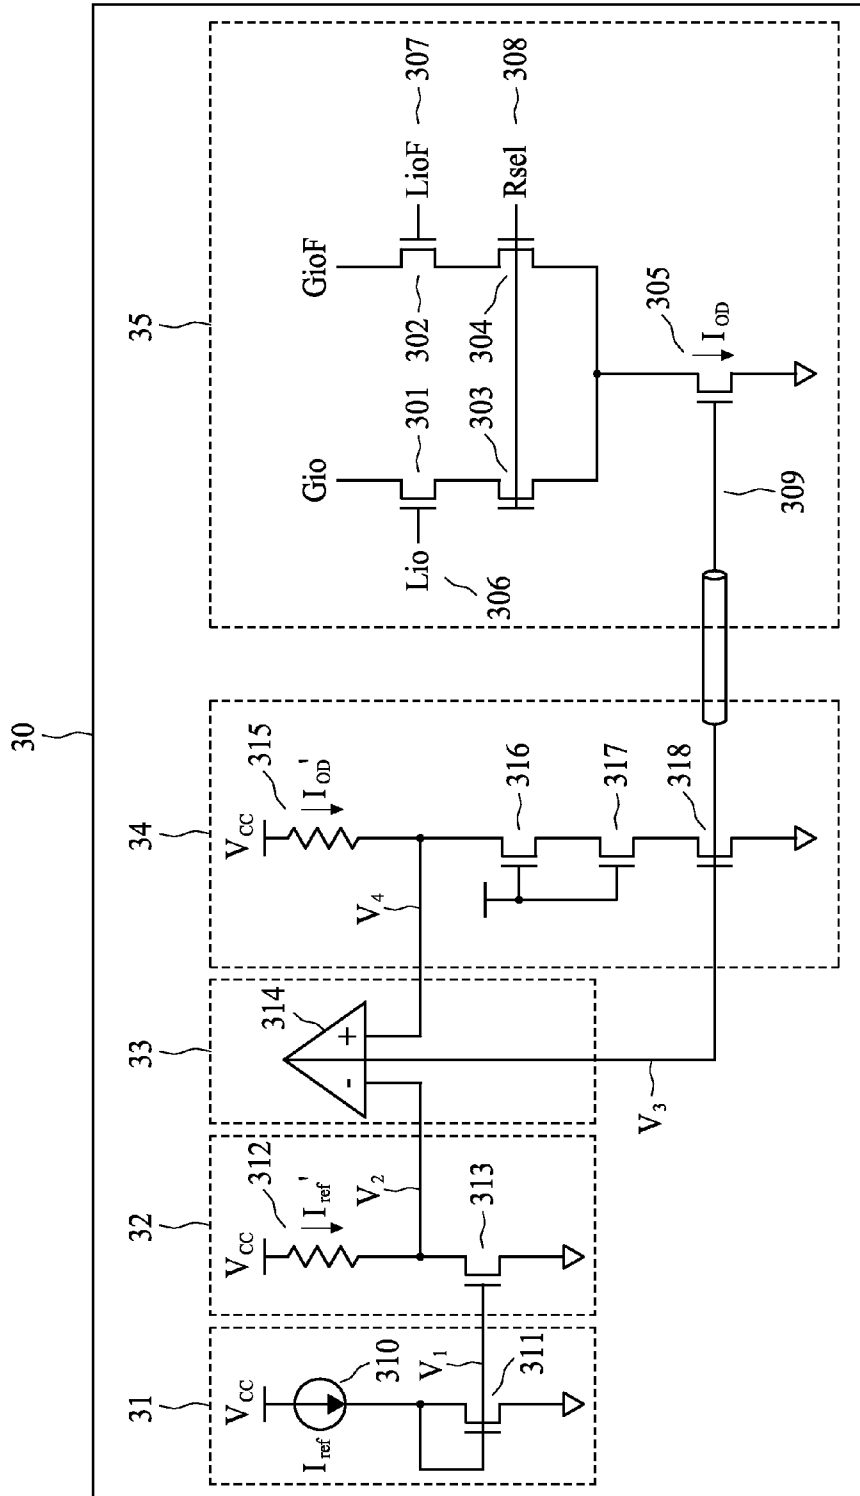 30
31
32
33
34
35
V_CC
V_CC
V_CC
I_ref
310
312
I_ref'
314
-
+
315
I_OD'
V_1
311
V_2
313
V_3
V_4
316
317
318
Gio
GioF
Lio
306
301
302
LioF
307
303
304
Rsel
308
305
I_OD
309